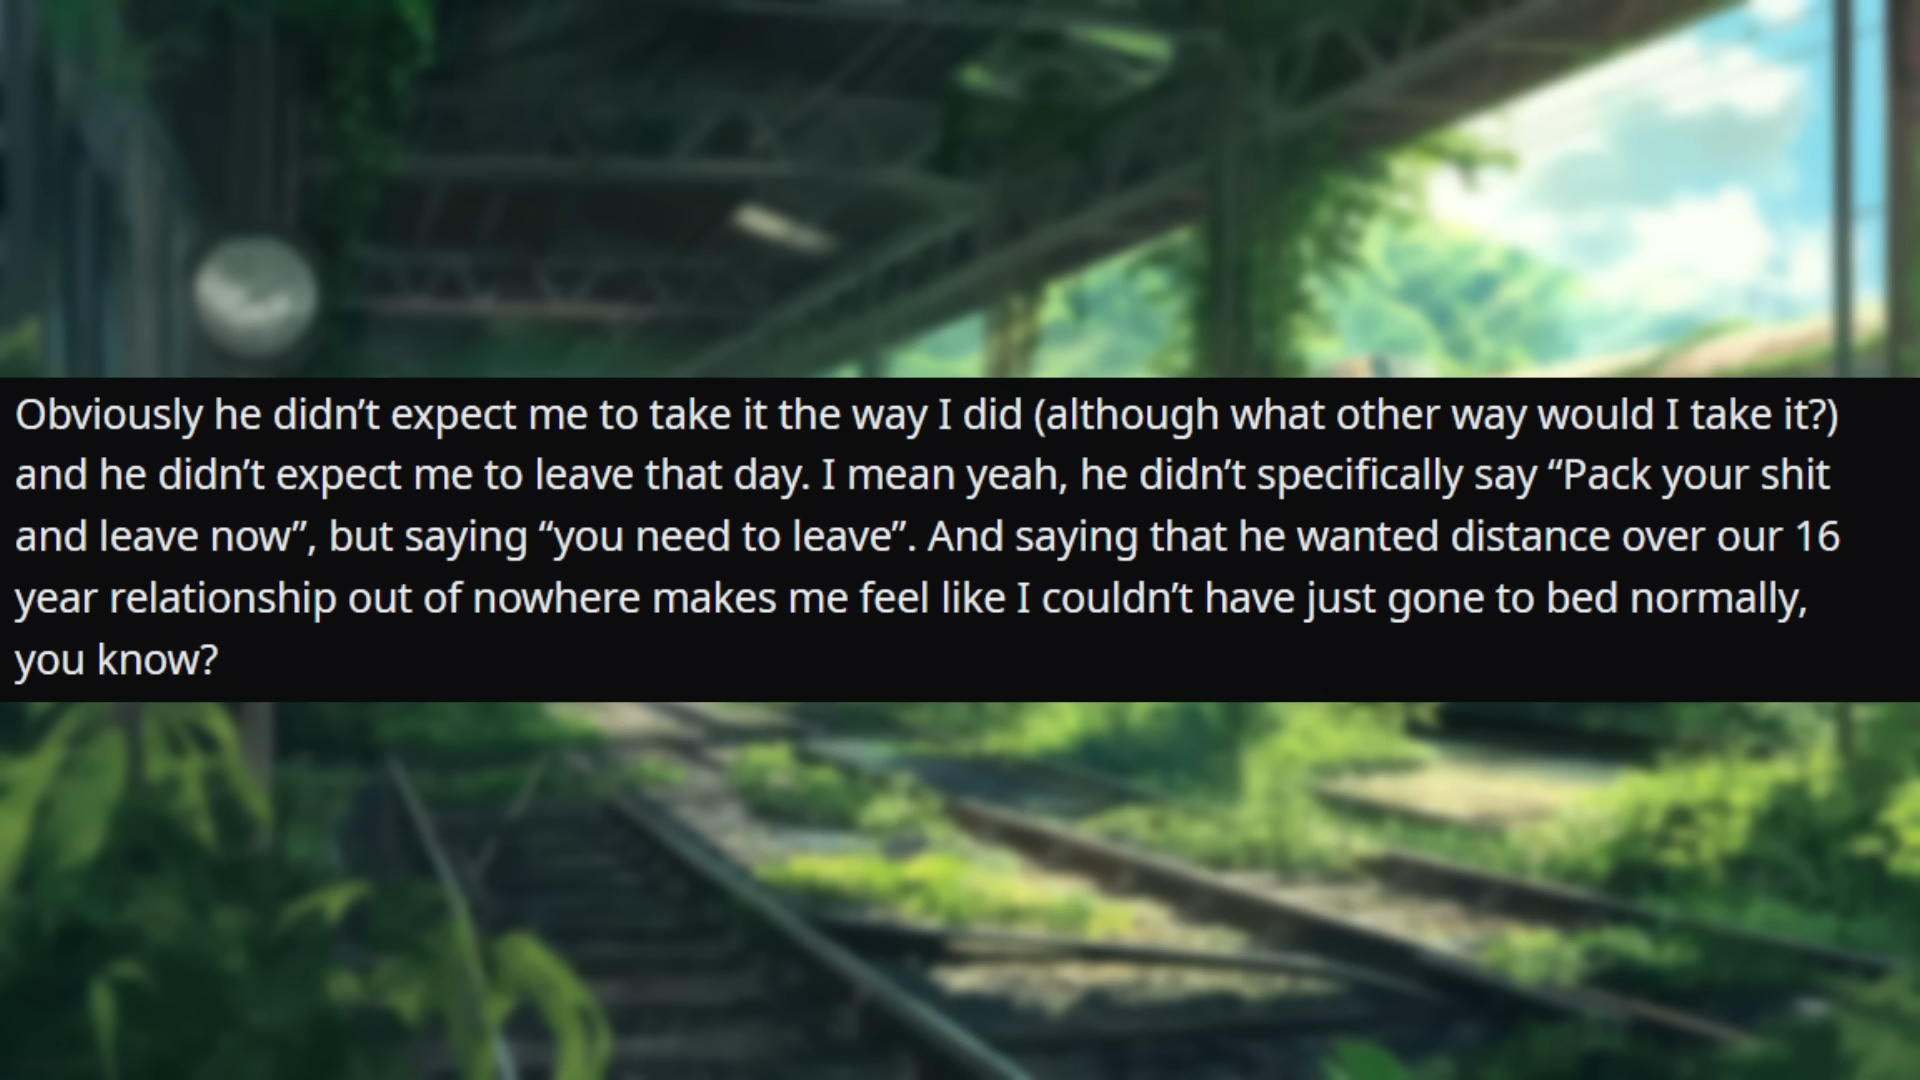 Obviously he didn’t expect me to take it the way I did (although what other way would I take it?)
and he didn’t expect me to leave that day. I mean yeah, he didn’t specifically say “Pack your shit
and leave now”, but saying “you need to leave”. And saying that he wanted distance over our 16
year relationship out of nowhere makes me feel like I couldn’t have just gone to bed normally,
you know?